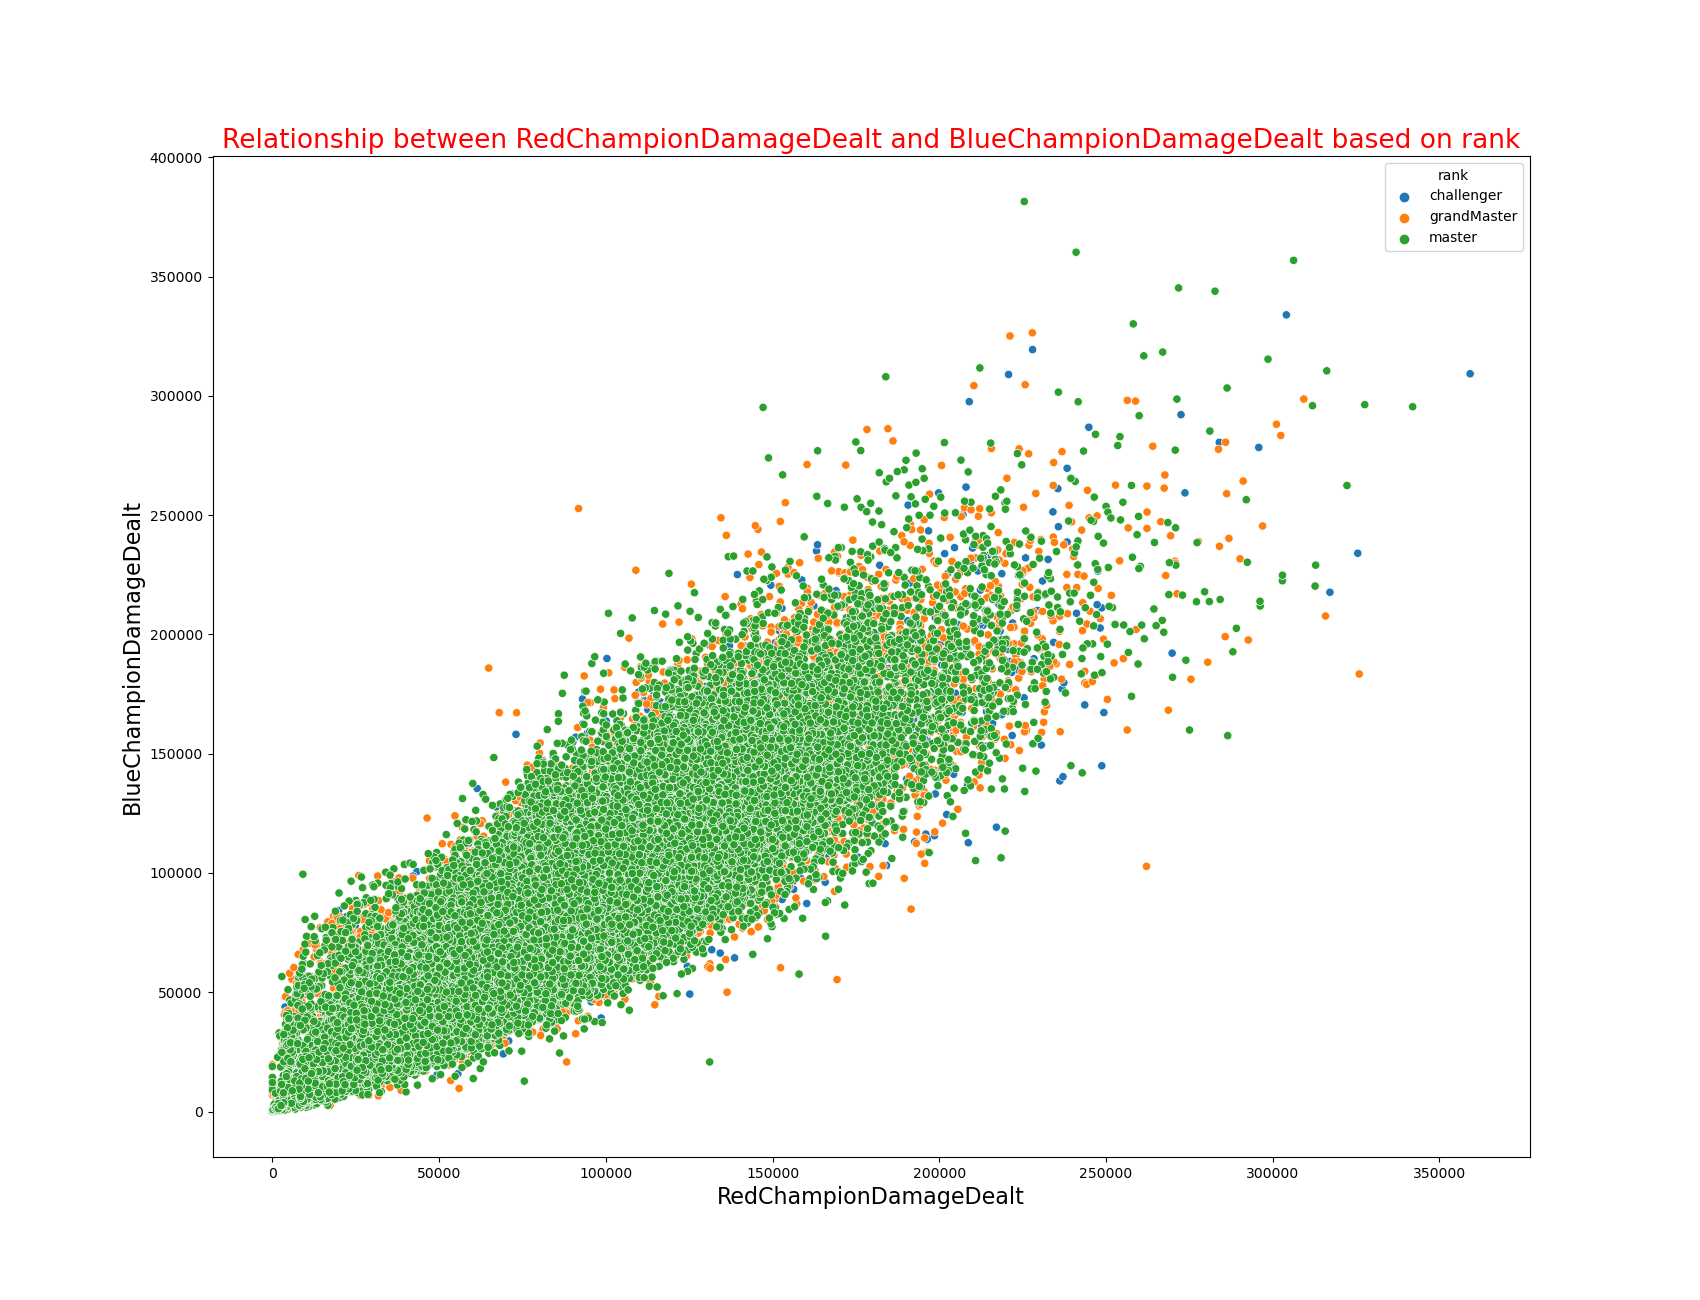 Relationship between RedChampionDamageDealt and BlueChampionDamageDealt based on rank
rank
challenger
grandMaster
master
BlueChampionDamageDealt
400000
350000
300000
250000
200000
150000
100000
50000
0
0 50000 100000 150000 200000 250000 300000 350000
RedChampionDamageDealt